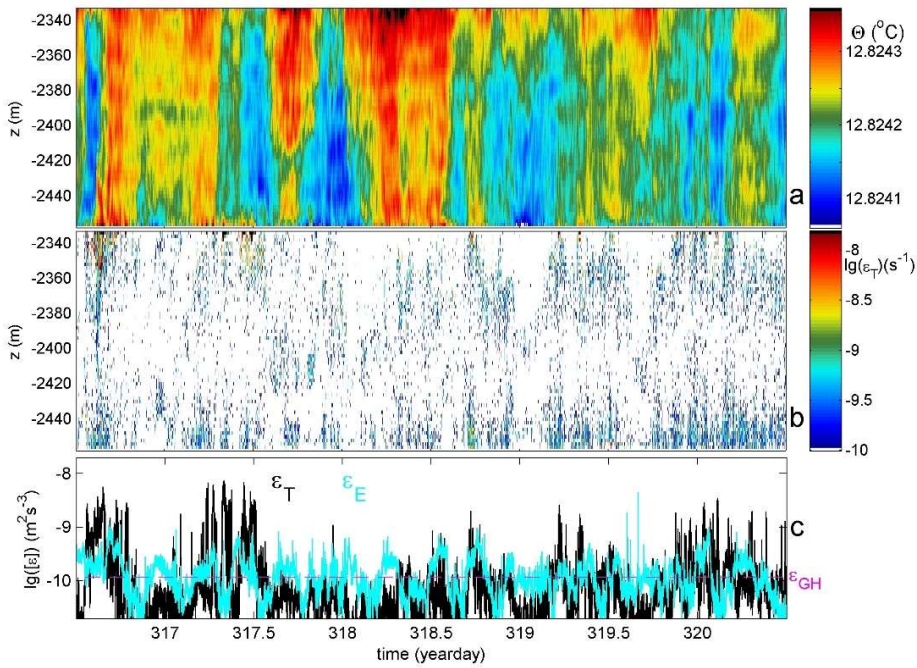 -2340
-2360
-2380
-2400
-2420
-2440
z (m)
Θ (°C)
12.8243
12.8242
12.8241
a
-2340
-2360
-2380
-2400
-2420
-2440
z (m)
-8
lg(ε_T)(s⁻¹)
-8.5
-9
-9.5
-10
b
-8
-9
-10
lg([ε]) (m²s⁻³)
ε_T
ε_E
c
ε_GH
317
317.5
318
318.5
319
319.5
320
time (yearday)